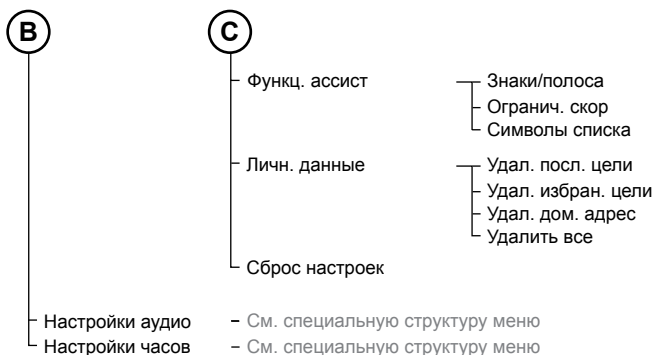 B C
Функц. ассист Знаки/полоса
Огранич. скор
Символы списка
Личн. данные Удал. посл. цели
Удал. избран. цели
Удал. дом. адрес
Удалить все
Сброс настроек
Настройки аудио – См. специальную структуру меню
Настройки часов – См. специальную структуру меню